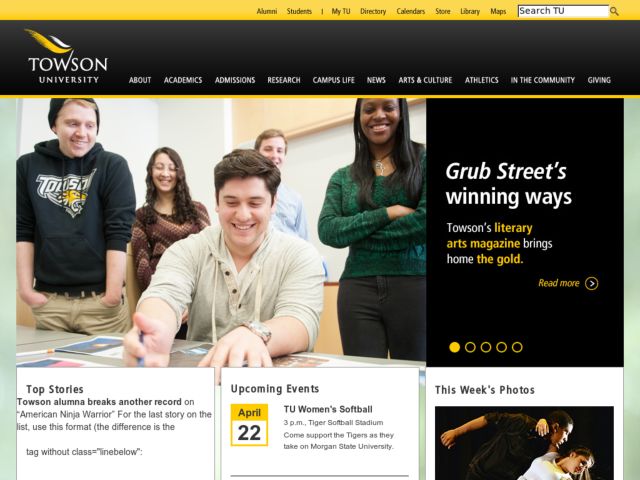 Alumni Students | My TU Directory Calendars Store Library Maps Search TU
TOWSON
UNIVERSITY
ABOUT ACADEMICS ADMISSIONS RESEARCH CAMPUS LIFE NEWS ARTS & CULTURE ATHLETICS IN THE COMMUNITY GIVING
TOWSON
Grub Street's
winning ways
Towson's literary
arts magazine brings
home the gold.
Read more
Top Stories
Towson alumna breaks another record on
"American Ninja Warrior" For the last story on the
list, use this format (the difference is the
tag without class="linebelow":
Upcoming Events
April
22
TU Women's Softball
3 p.m., Tiger Softball Stadium
Come support the Tigers as they
take on Morgan State University.
This Week's Photos